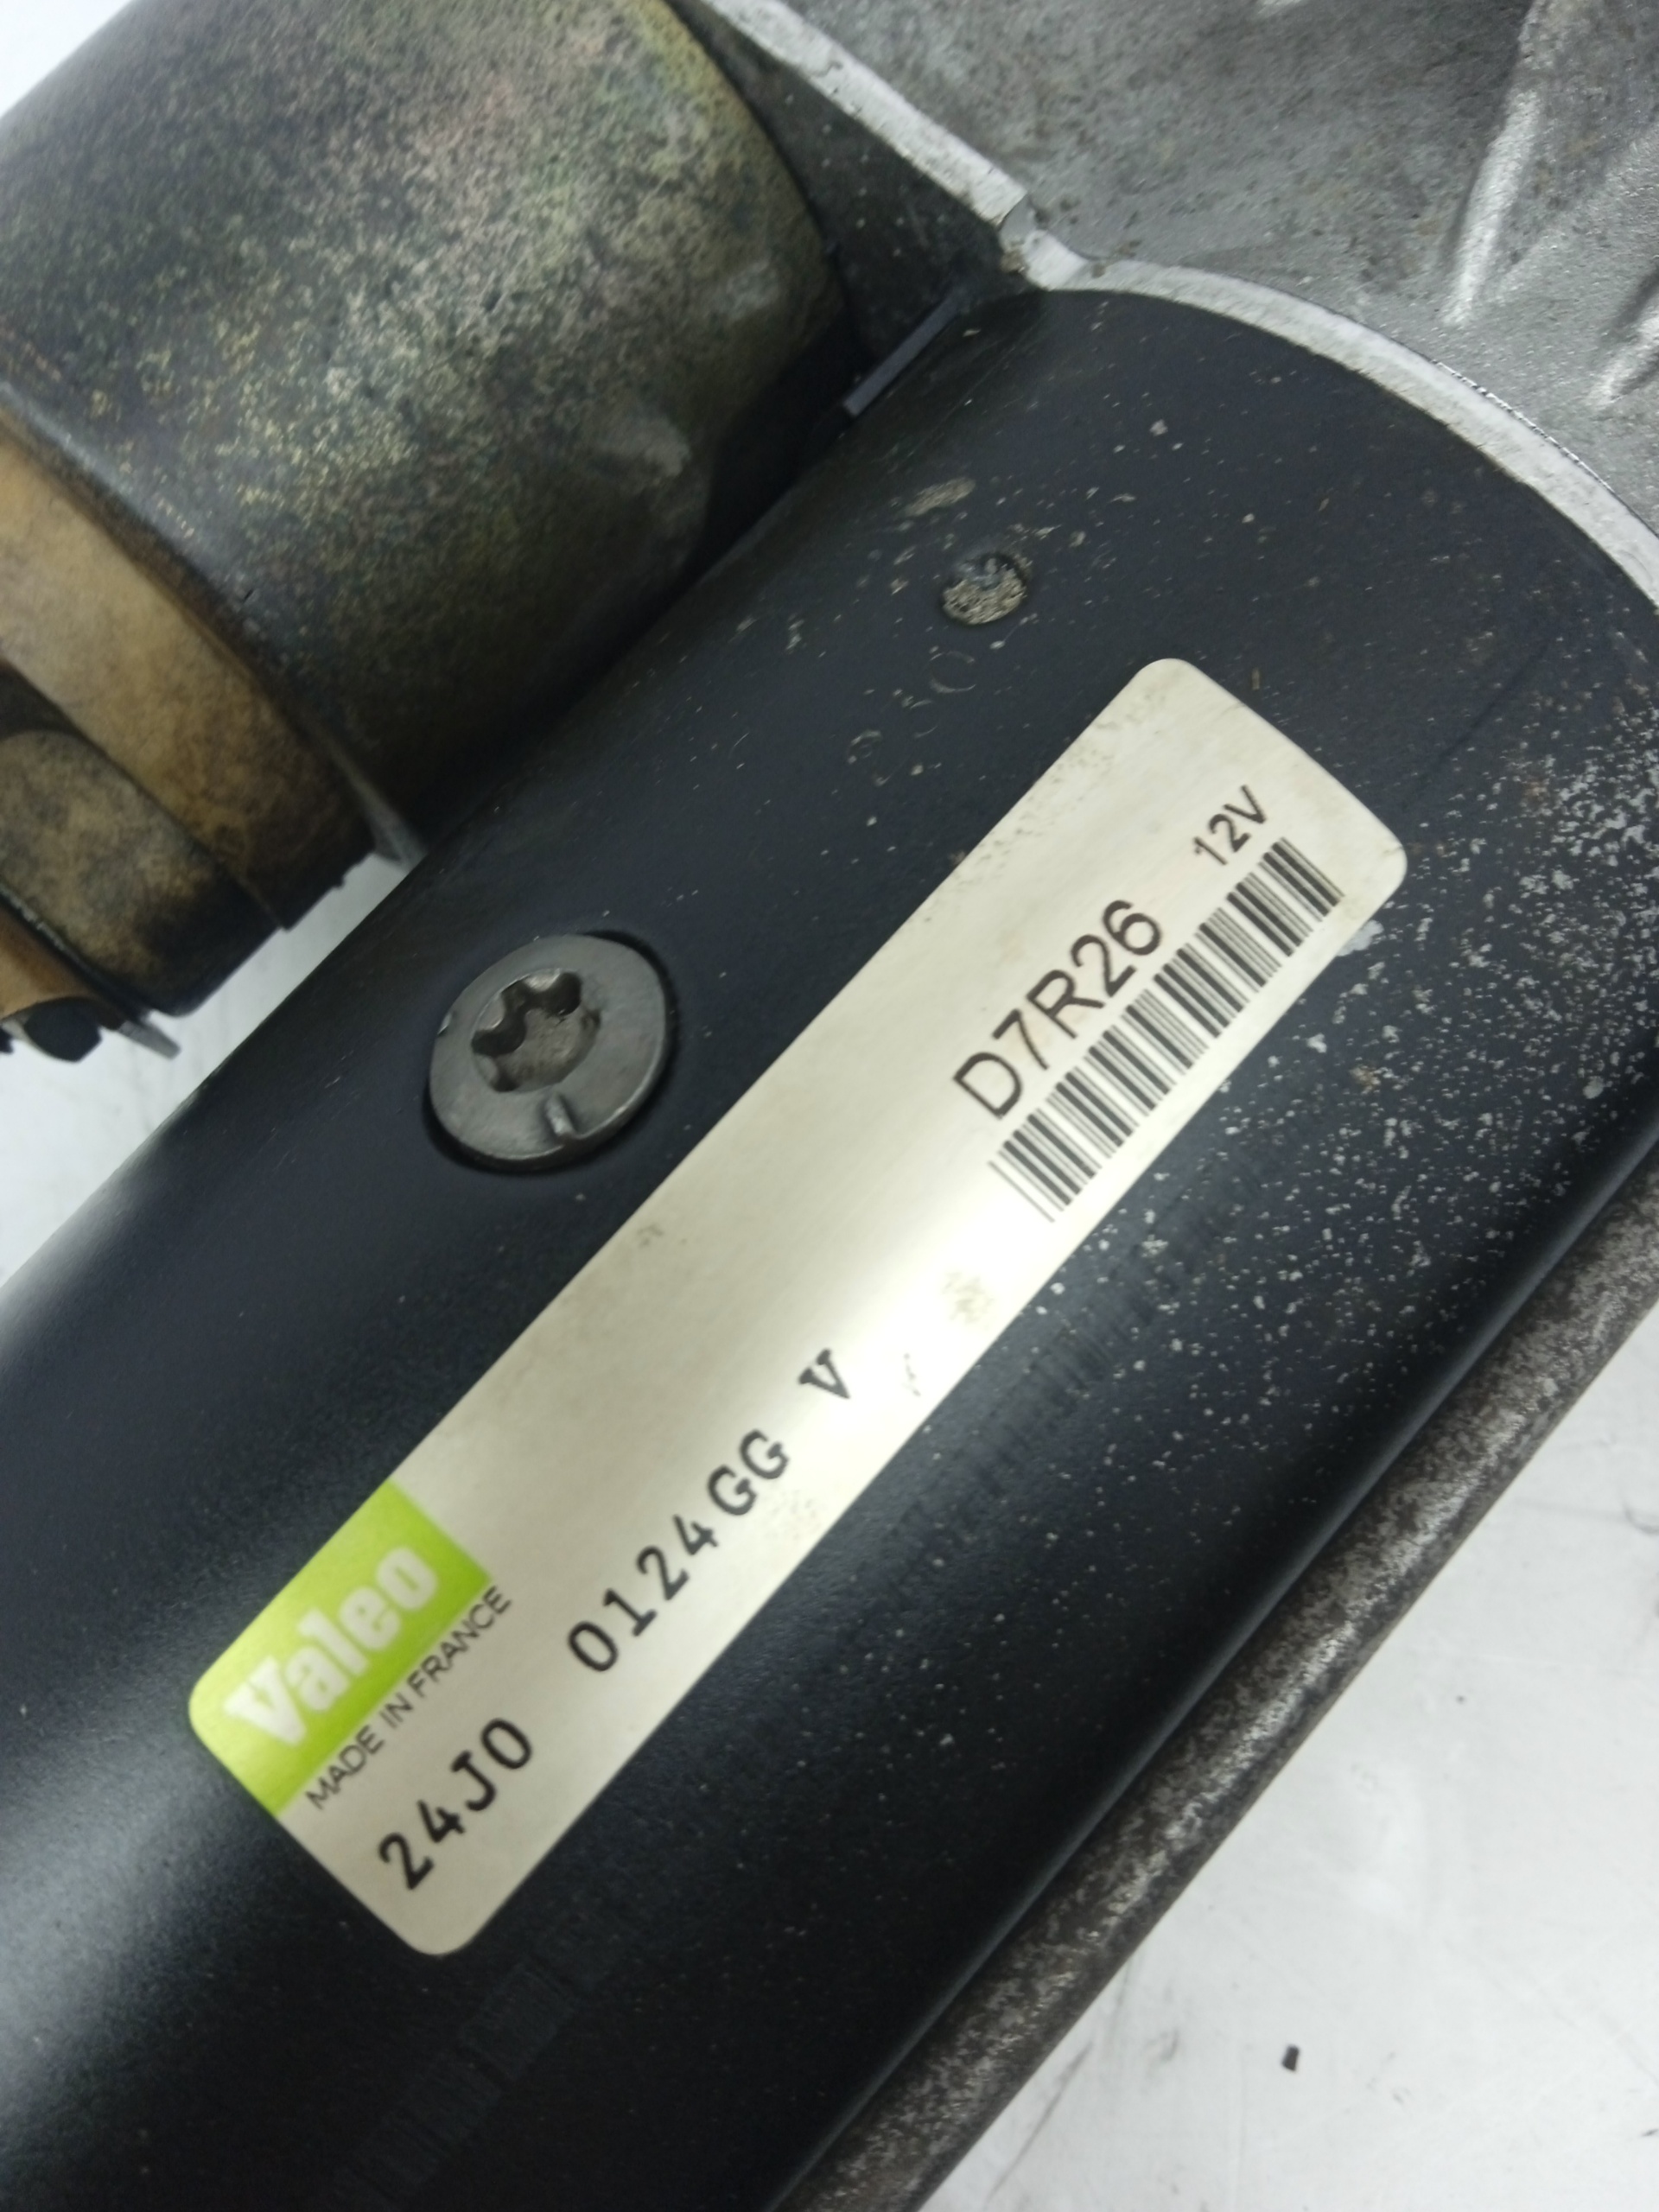 Valeo
MADE IN FRANCE
D7R26 12V
24J0 0124GG V